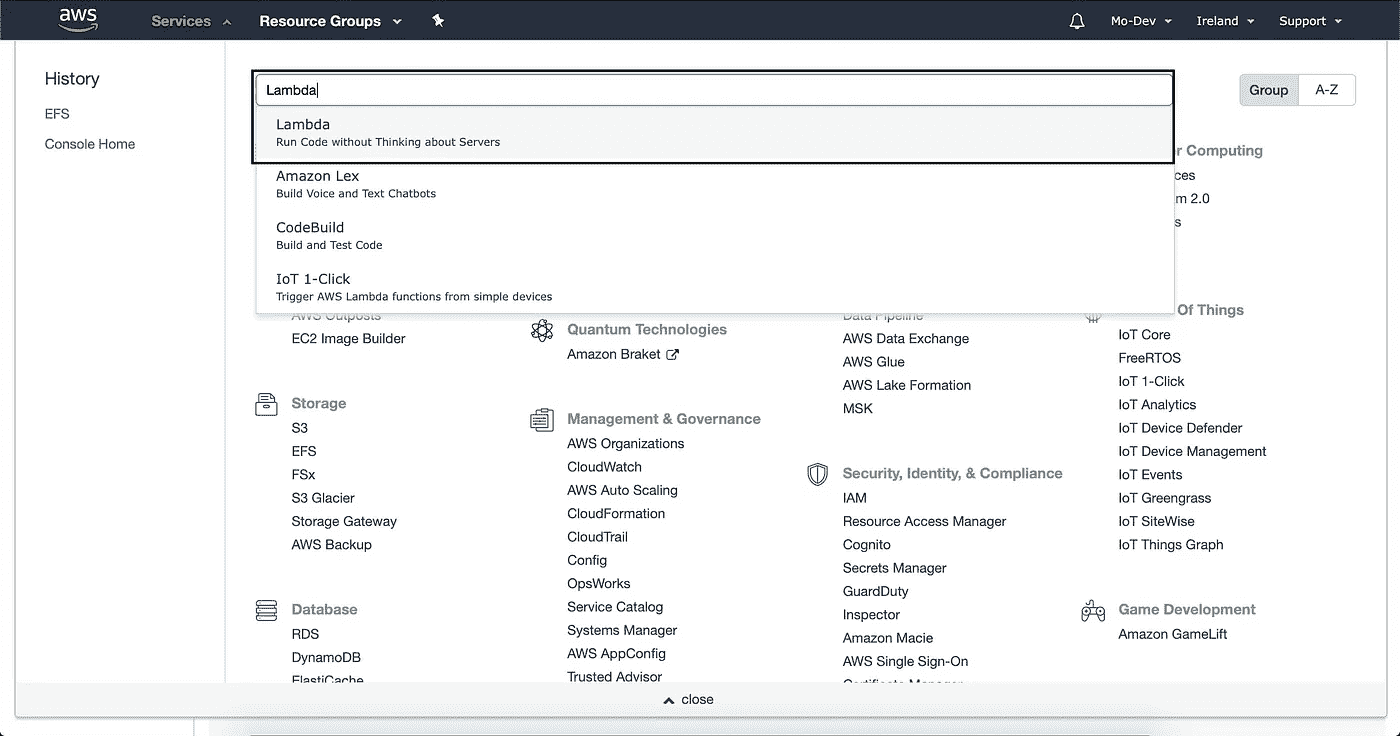 aws Services Resource Groups Mo-Dev Ireland Support
History
EFS
Console Home
Lambda
Group A-Z
Lambda
Run Code without Thinking about Servers
Amazon Lex
Build Voice and Text Chatbots
CodeBuild
Build and Test Code
IoT 1-Click
Trigger AWS Lambda functions from simple devices
AWS Outposts
EC2 Image Builder
Storage
S3
EFS
FSx
S3 Glacier
Storage Gateway
AWS Backup
Database
RDS
DynamoDB
ElastiCache
Quantum Technologies
Amazon Braket
Management & Governance
AWS Organizations
CloudWatch
AWS Auto Scaling
CloudFormation
CloudTrail
Config
OpsWorks
Service Catalog
Systems Manager
AWS AppConfig
Trusted Advisor
Data Pipeline
AWS Data Exchange
AWS Glue
AWS Lake Formation
MSK
Security, Identity, & Compliance
IAM
Resource Access Manager
Cognito
Secrets Manager
GuardDuty
Inspector
Amazon Macie
AWS Single Sign-On
Certificate Manager
r Computing
ces
m 2.0
s
Of Things
IoT Core
FreeRTOS
IoT 1-Click
IoT Analytics
IoT Device Defender
IoT Device Management
IoT Events
IoT Greengrass
IoT SiteWise
IoT Things Graph
Game Development
Amazon GameLift
close